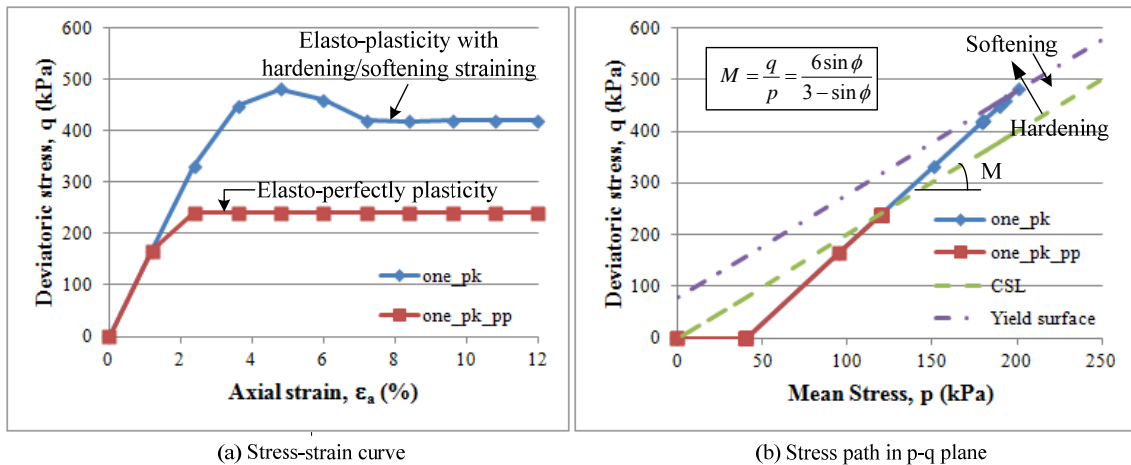 600
500
400
300
200
100
0
Deviatoric stress, q (kPa)
Elasto-plasticity with
hardening/softening straining
Elasto-perfectly plasticity
one_pk
one_pk_pp
0 2 4 6 8 10 12
Axial strain, εa (%)
(a) Stress-strain curve
600
500
400
300
200
100
0
Deviatoric stress, q (kPa)
M = q/p = 6 sin ϕ / 3 − sin ϕ
Softening
Hardening
M
one_pk
one_pk_pp
CSL
Yield surface
0 50 100 150 200 250
Mean Stress, p (kPa)
(b) Stress path in p-q plane